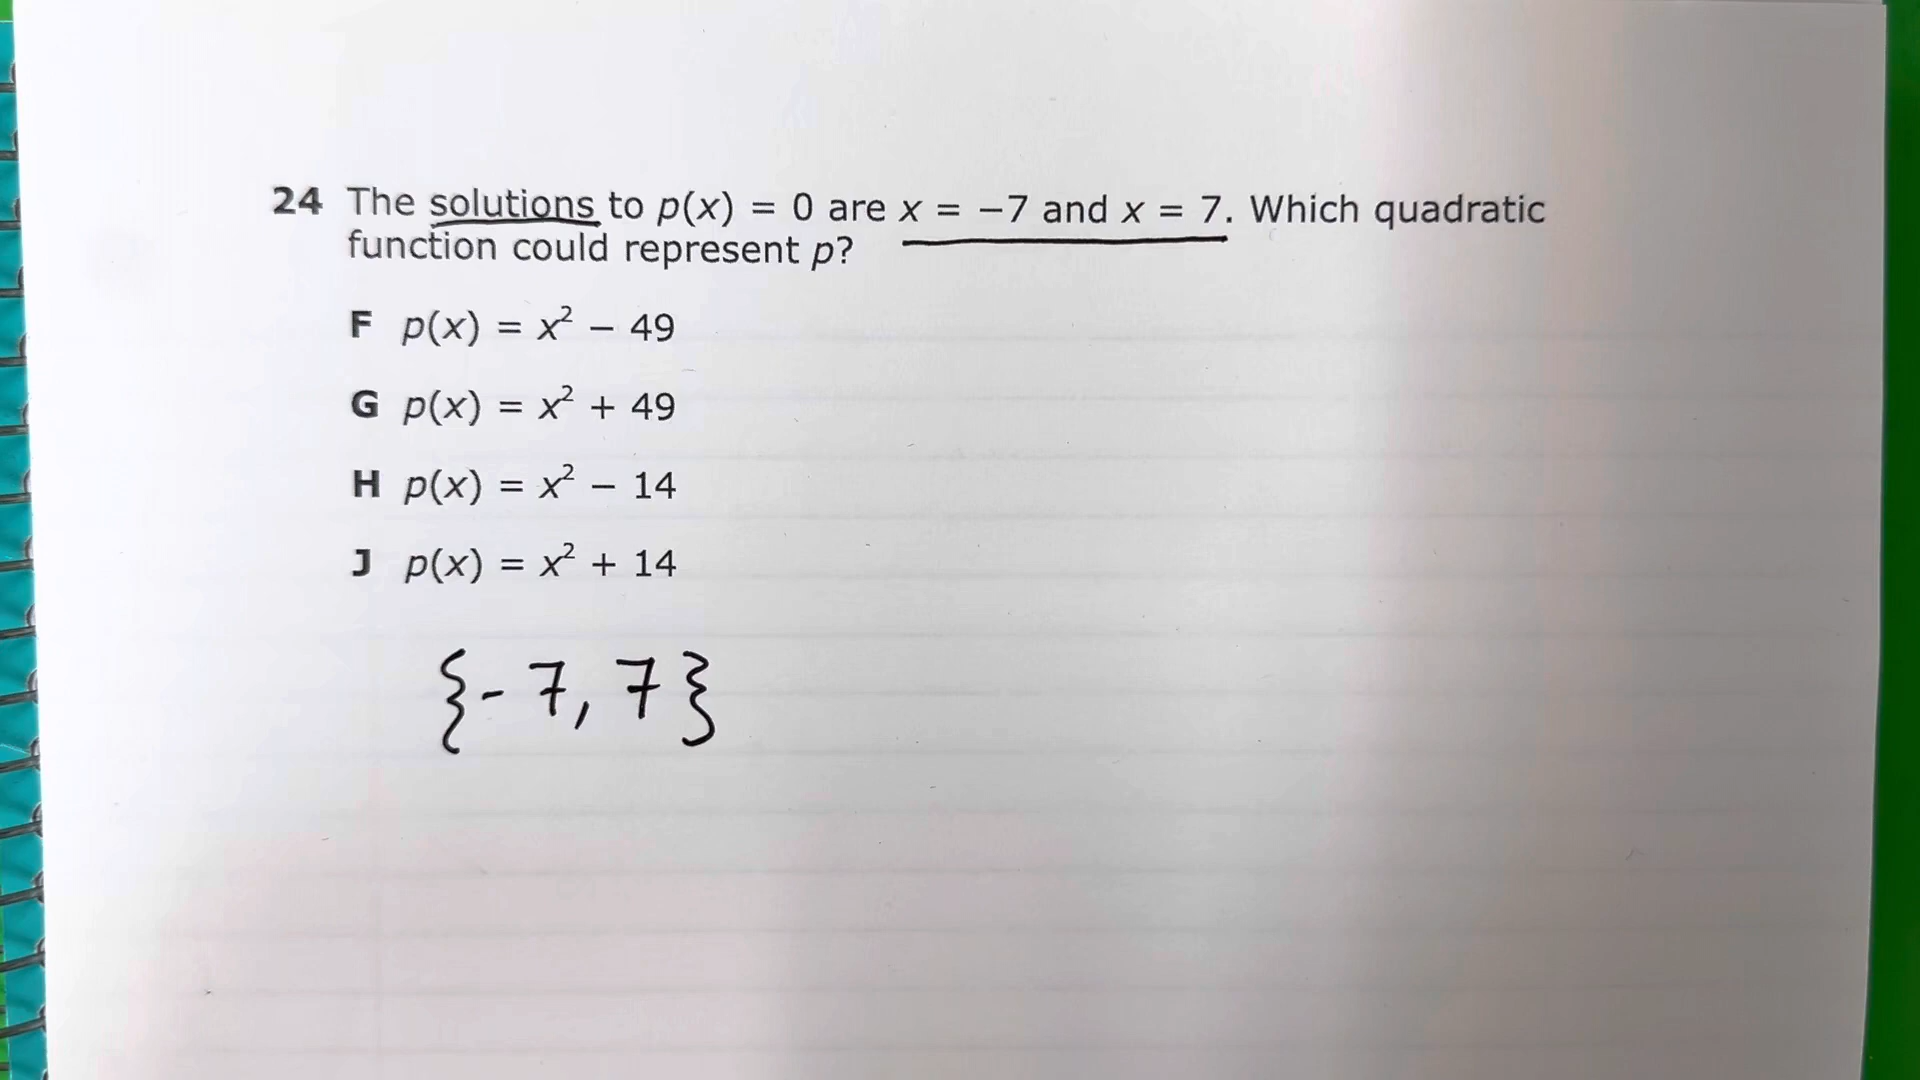 24 The solutions to p(x) = 0 are x = −7 and x = 7. Which quadratic
function could represent p?
F p(x) = x² − 49
G p(x) = x² + 49
H p(x) = x² − 14
J p(x) = x² + 14
{-7, 7}